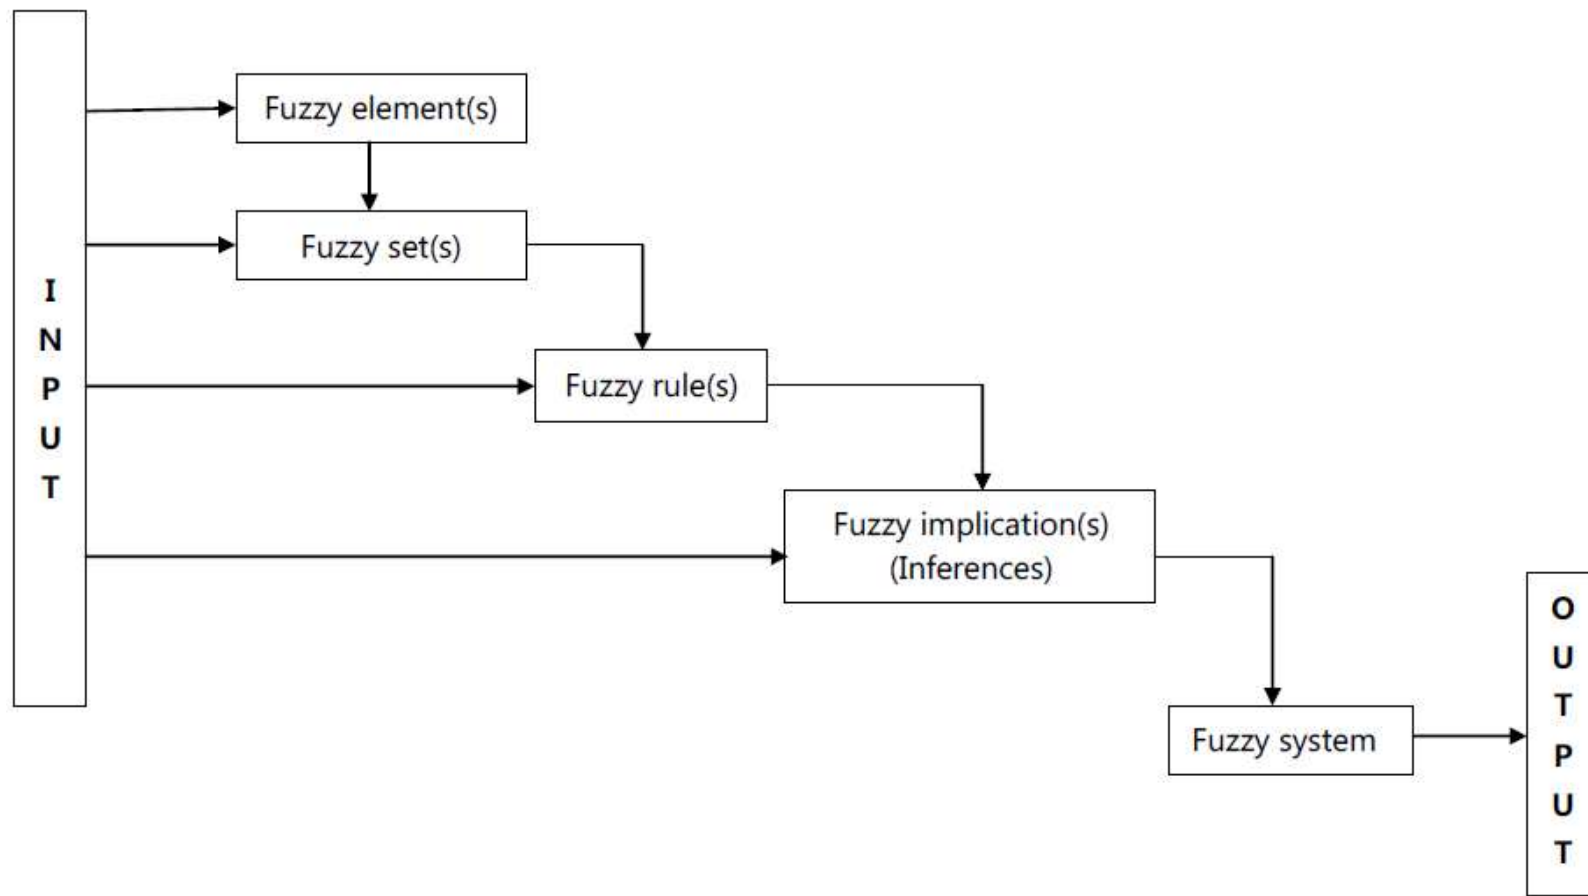 INPUT
Fuzzy element(s)
Fuzzy set(s)
Fuzzy rule(s)
Fuzzy implication(s)
(Inferences)
Fuzzy system
OUTPUT